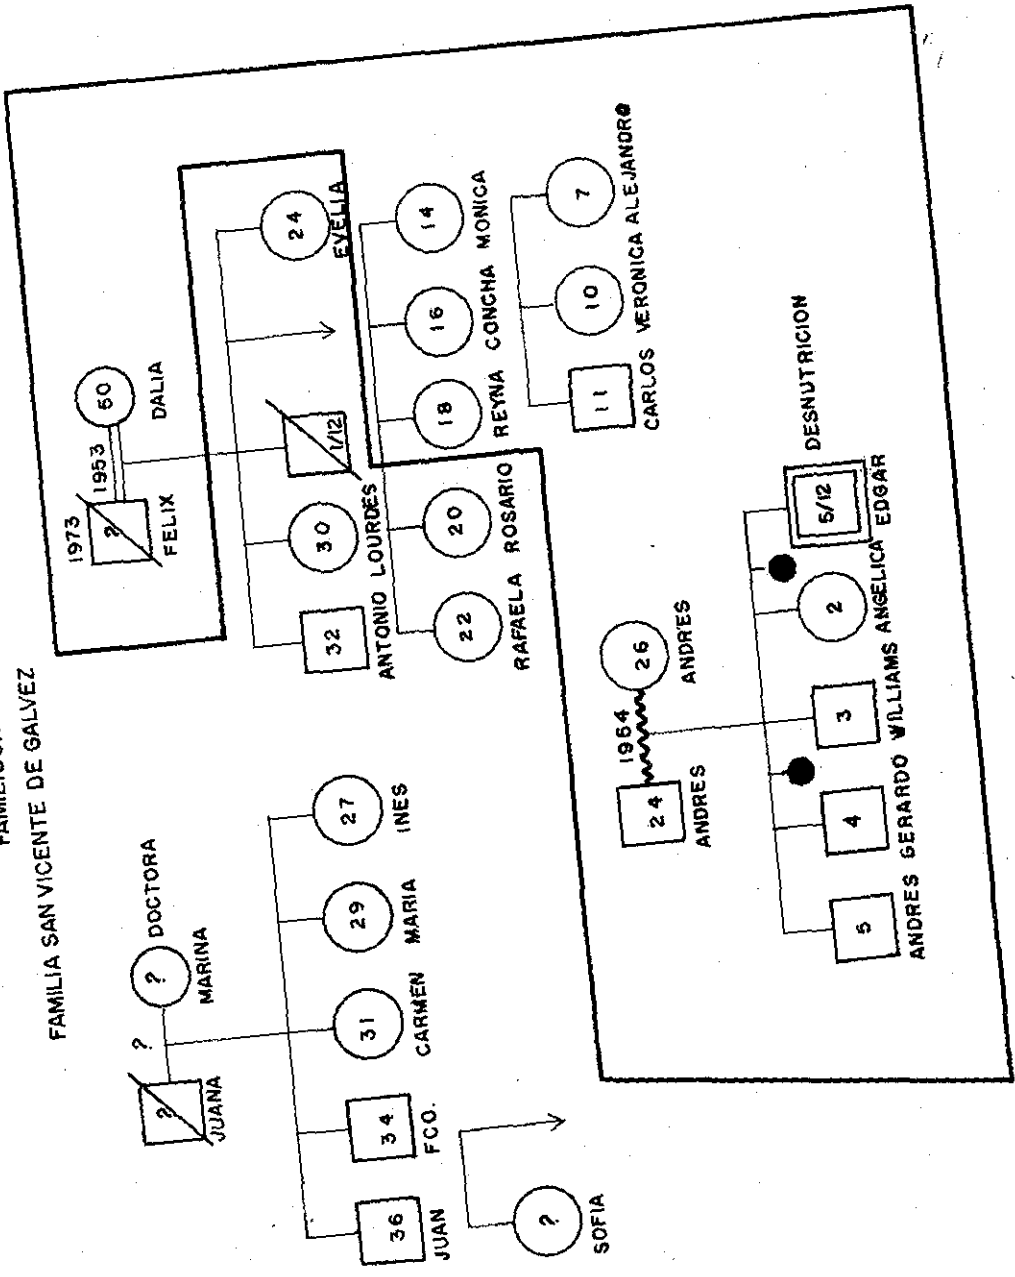 FAMILIA SAN VICENTE DE GALVEZ
? ? ? DOCTORA
JUANA MARINA
36 34 31 29 27
JUAN FCO. CARMEN MARIA INES
?
SOFIA
1973
? 1953 50
FELIX DALIA
32 30 1/12 24
ANTONIO LOURDES EVELIA
22 20 18 16 14
RAFAELA ROSARIO REYNA CONCHA MONICA
11 10 7
CARLOS VERONICA ALEJANDRO
24 1964 26
ANDRES ANDRES
5 4 3 2 5/12 DESNUTRICION
ANDRES GERARDO WILLIAMS ANGELICA EDGAR